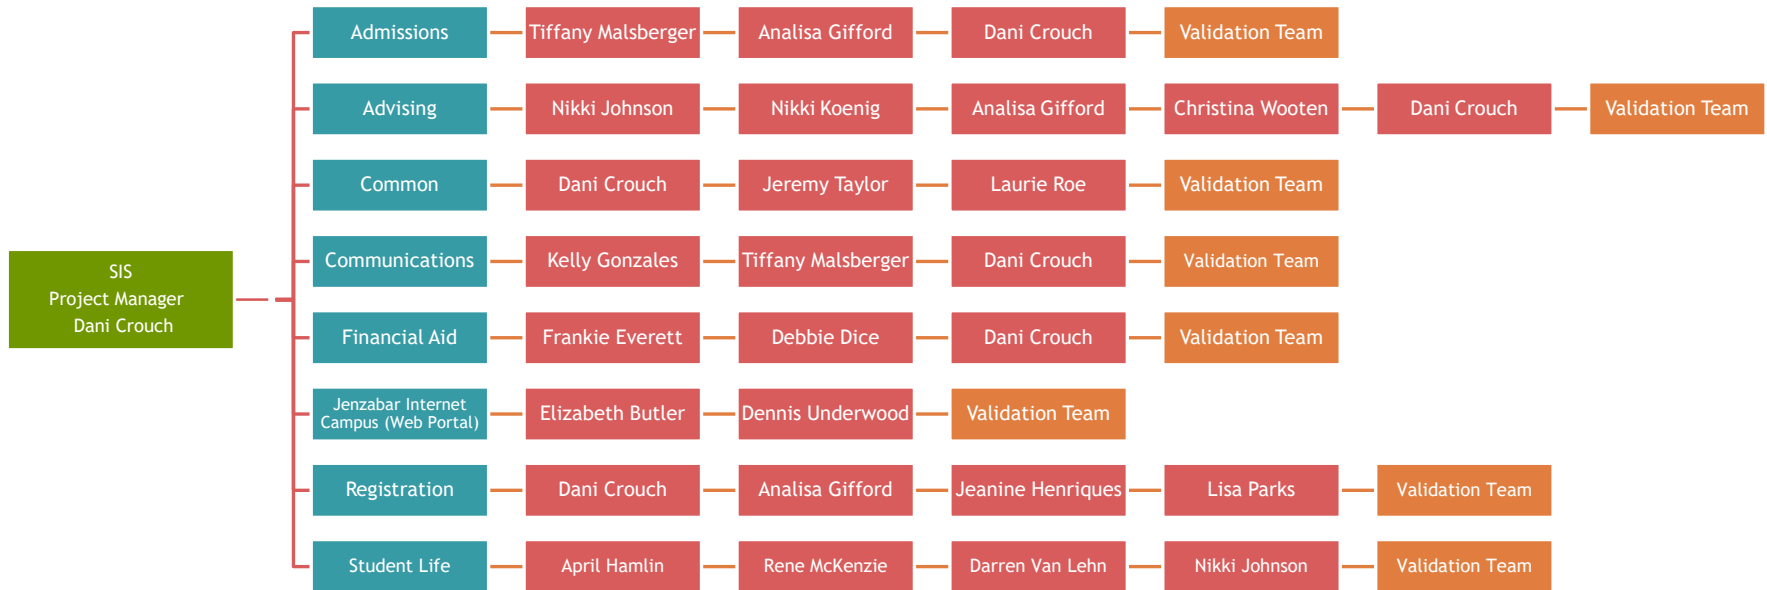 Admissions
Tiffany Malsberger
Analisa Gifford
Dani Crouch
Validation Team
Advising
Nikki Johnson
Nikki Koenig
Analisa Gifford
Christina Wooten
Dani Crouch
Validation Team
Common
Dani Crouch
Jeremy Taylor
Laurie Roe
Validation Team
SIS
Project Manager
Dani Crouch
Communications
Kelly Gonzales
Tiffany Malsberger
Dani Crouch
Validation Team
Financial Aid
Frankie Everett
Debbie Dice
Dani Crouch
Validation Team
Jenzabar Internet
Campus (Web Portal)
Elizabeth Butler
Dennis Underwood
Validation Team
Registration
Dani Crouch
Analisa Gifford
Jeanine Henriques
Lisa Parks
Validation Team
Student Life
April Hamlin
Rene McKenzie
Darren Van Lehn
Nikki Johnson
Validation Team